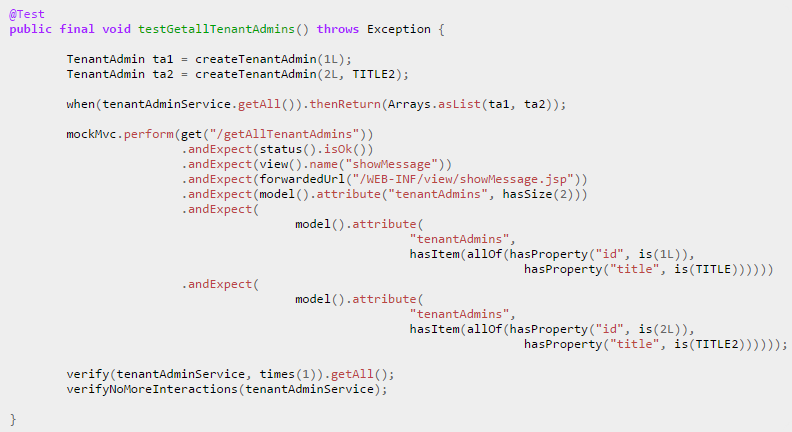 @Test
public final void testGetallTenantAdmins() throws Exception {
TenantAdmin ta1 = createTenantAdmin(1L);
TenantAdmin ta2 = createTenantAdmin(2L, TITLE2);
when(tenantAdminService.getAll()).thenReturn(Arrays.asList(ta1, ta2));
mockMvc.perform(get("/getAllTenantAdmins"))
.andExpect(status().isOk())
.andExpect(view().name("showMessage"))
.andExpect(forwardedUrl("/WEB-INF/view/showMessage.jsp"))
.andExpect(model().attribute("tenantAdmins", hasSize(2)))
.andExpect(
model().attribute(
"tenantAdmins",
hasItem(allOf(hasProperty("id", is(1L)),
hasProperty("title", is(TITLE))))))
.andExpect(
model().attribute(
"tenantAdmins",
hasItem(allOf(hasProperty("id", is(2L)),
hasProperty("title", is(TITLE2))))));
verify(tenantAdminService, times(1)).getAll();
verifyNoMoreInteractions(tenantAdminService);
}